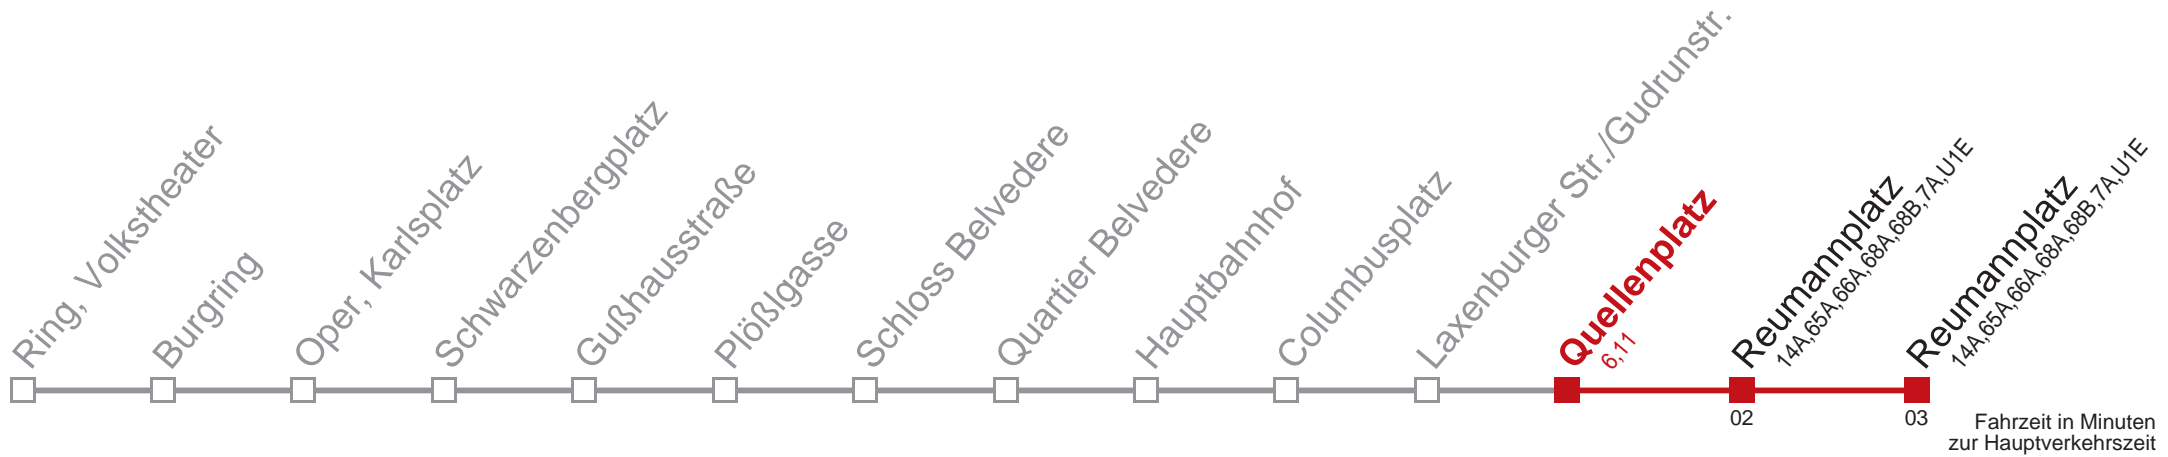 Ring, Volkstheater
Burgring
Oper, Karlsplatz
Schwarzenbergplatz
Gußhausstraße
Plößlgasse
Schloss Belvedere
Quartier Belvedere
Hauptbahnhof
Columbusplatz
Laxenburger Str./Gudrunstr.
Quellenplatz
6,11
Reumannplatz
14A,65A,66A,68A,68B,7A,U1E
Reumannplatz
14A,65A,66A,68A,68B,7A,U1E
02
03
Fahrzeit in Minuten
zur Hauptverkehrszeit